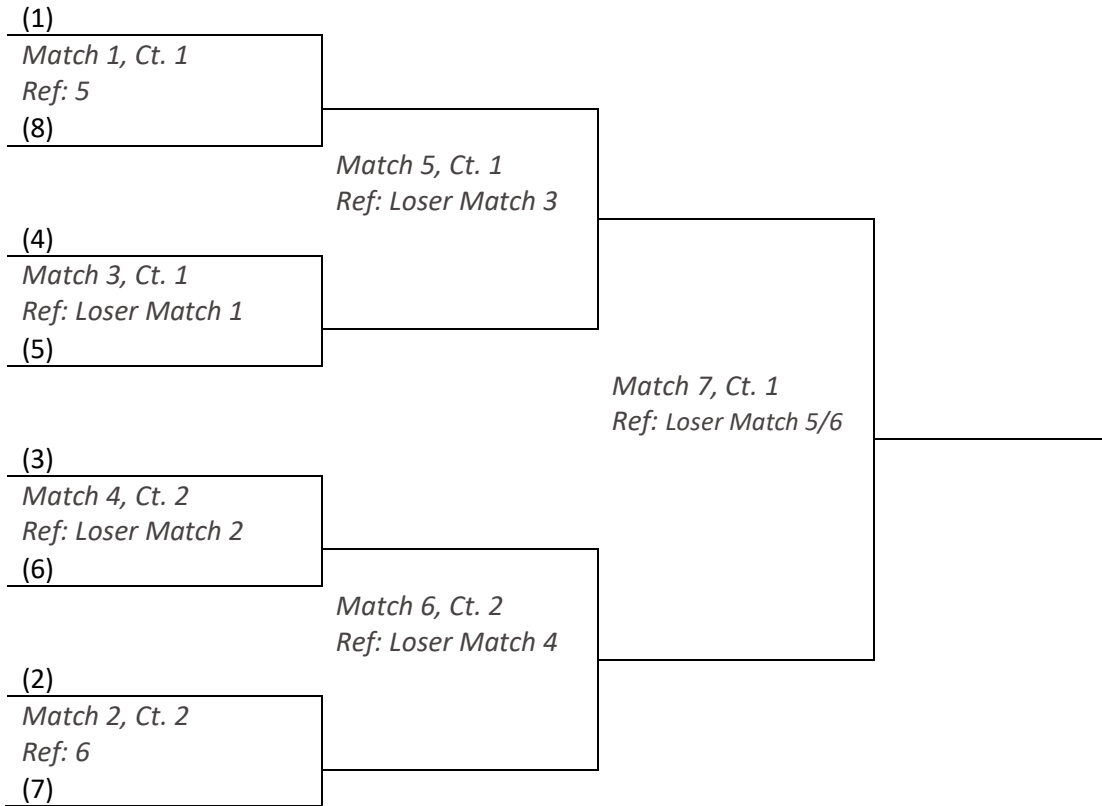 (1)
Match 1, Ct. 1
Ref: 5
(8)
Match 5, Ct. 1
Ref: Loser Match 3
(4)
Match 3, Ct. 1
Ref: Loser Match 1
(5)
Match 7, Ct. 1
Ref: Loser Match 5/6
(3)
Match 4, Ct. 2
Ref: Loser Match 2
(6)
Match 6, Ct. 2
Ref: Loser Match 4
(2)
Match 2, Ct. 2
Ref: 6
(7)